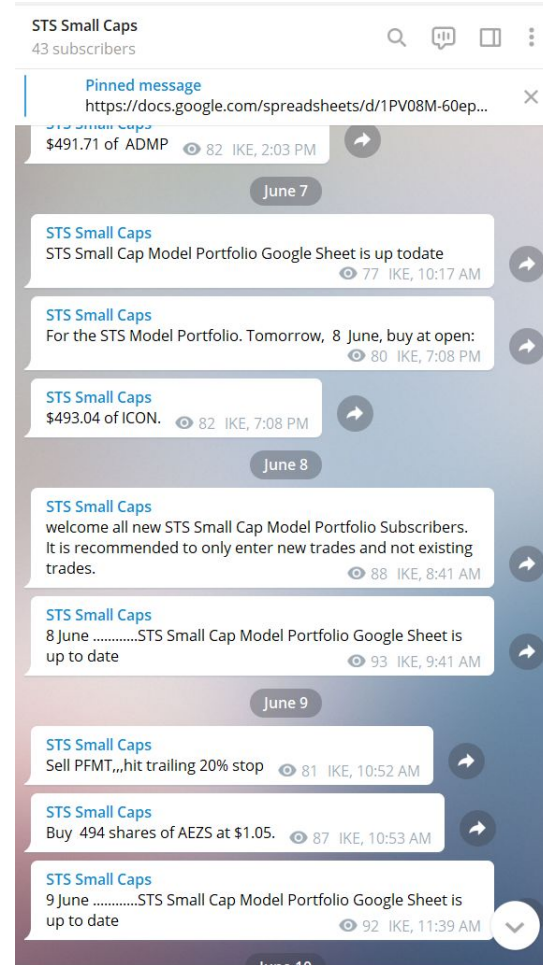 STS Small Caps
43 subscribers
Pinned message
https://docs.google.com/spreadsheets/d/1PV08M-60ep...
STS Small Caps
$491.71 of ADMP 82 IKE, 2:03 PM
June 7
STS Small Caps
STS Small Cap Model Portfolio Google Sheet is up todate
77 IKE, 10:17 AM
STS Small Caps
For the STS Model Portfolio. Tomorrow, 8 June, buy at open:
80 IKE, 7:08 PM
STS Small Caps
$493.04 of ICON. 82 IKE, 7:08 PM
June 8
STS Small Caps
welcome all new STS Small Cap Model Portfolio Subscribers.
It is recommended to only enter new trades and not existing
trades. 88 IKE, 8:41 AM
STS Small Caps
8 June ............STS Small Cap Model Portfolio Google Sheet is
up to date 93 IKE, 9:41 AM
June 9
STS Small Caps
Sell PFMT,,,hit trailing 20% stop 81 IKE, 10:52 AM
STS Small Caps
Buy 494 shares of AEZS at $1.05. 87 IKE, 10:53 AM
STS Small Caps
9 June ............STS Small Cap Model Portfolio Google Sheet is
up to date 92 IKE, 11:39 AM
June 10